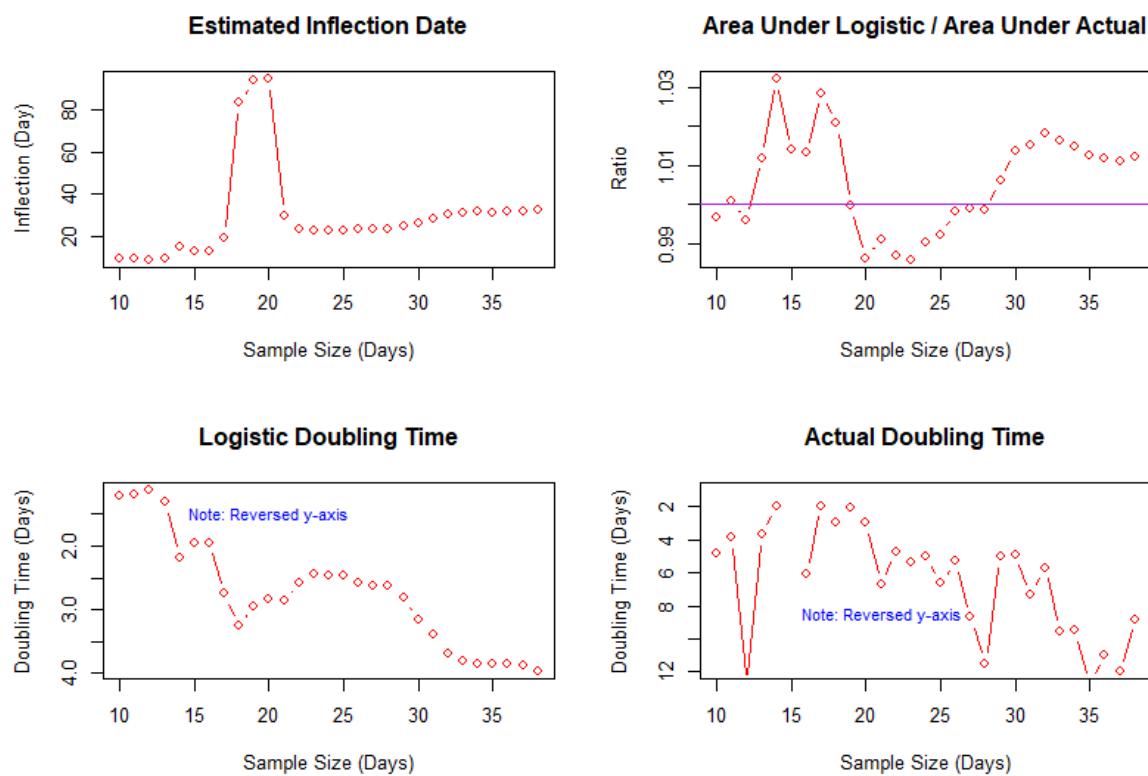 Estimated Inflection Date
Inflection (Day)
20 40 60 80
10 15 20 25 30 35
Sample Size (Days)
Area Under Logistic / Area Under Actual
Ratio
0.99 1.01 1.03
10 15 20 25 30 35
Sample Size (Days)
Logistic Doubling Time
Doubling Time (Days)
4.0 3.0 2.0
Note: Reversed y-axis
10 15 20 25 30 35
Sample Size (Days)
Actual Doubling Time
Doubling Time (Days)
12 8 6 4 2
Note: Reversed y-axis
10 15 20 25 30 35
Sample Size (Days)